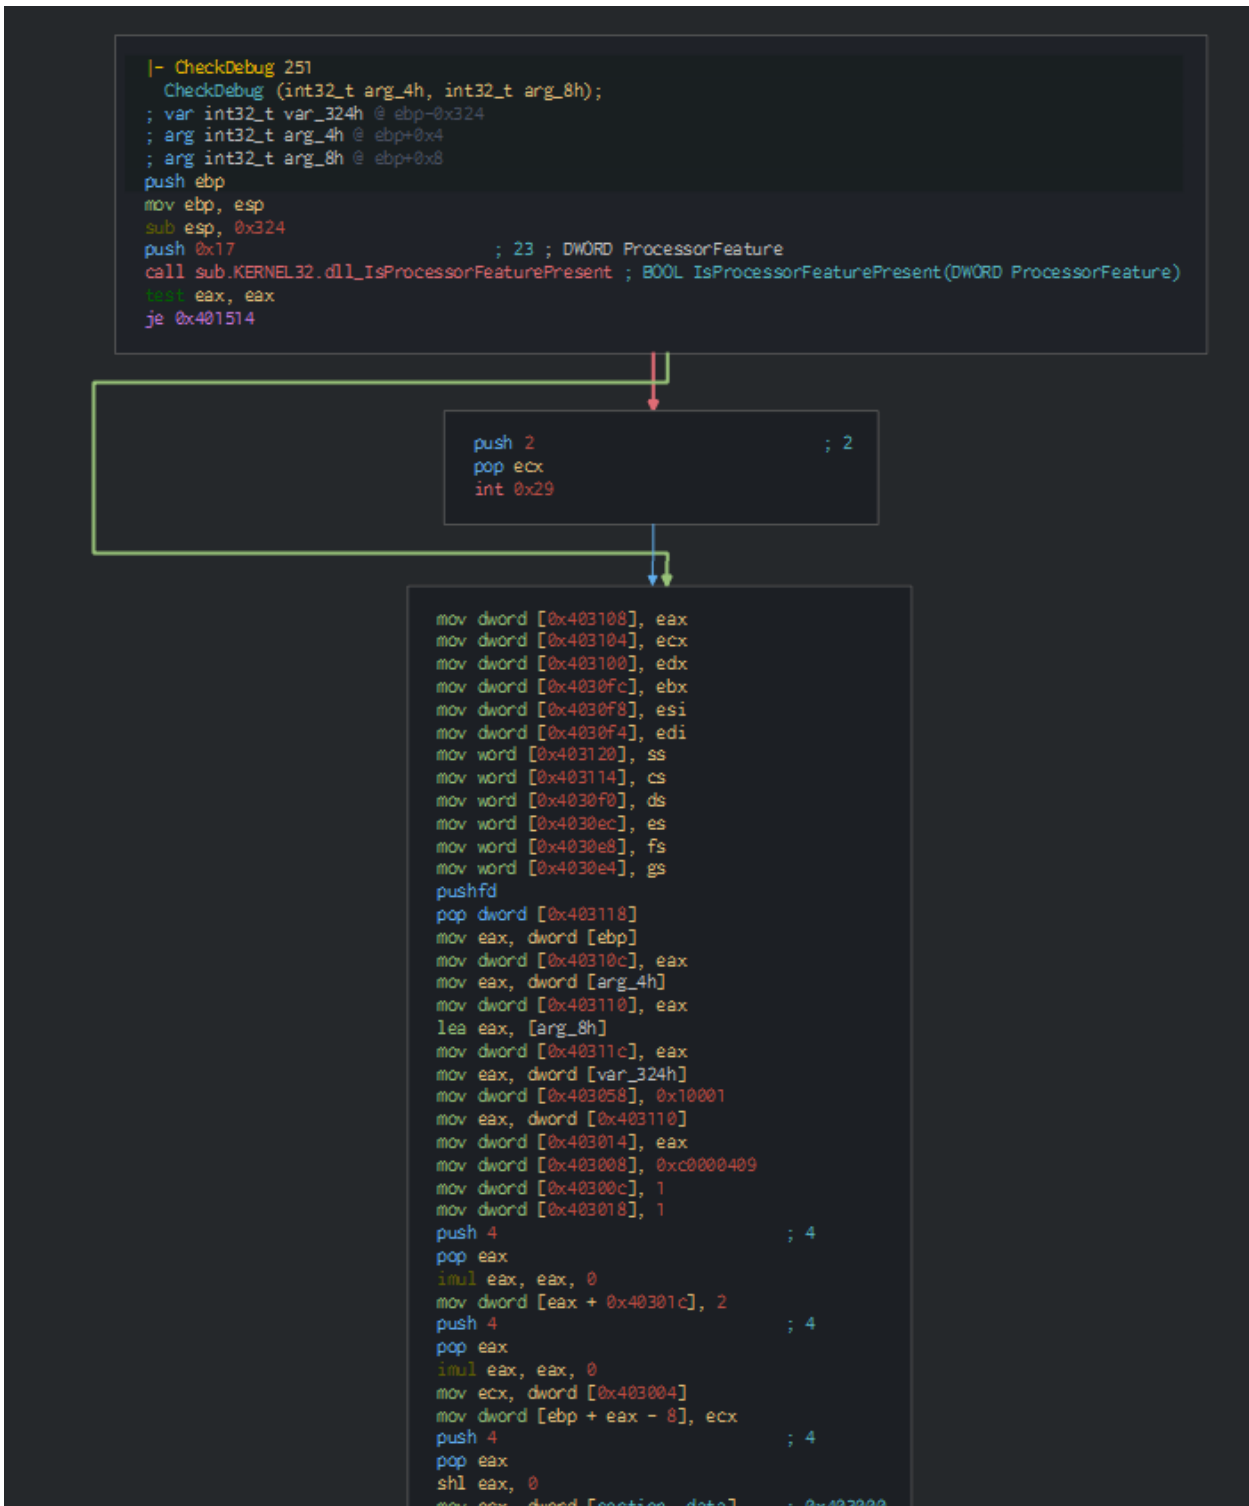 |- CheckDebug 251
CheckDebug (int32_t arg_4h, int32_t arg_8h);
; var int32_t var_324h @ ebp-0x324
; arg int32_t arg_4h @ ebp+0x4
; arg int32_t arg_8h @ ebp+0x8
push ebp
mov ebp, esp
sub esp, 0x324
push 0x17 ; 23 ; DWORD ProcessorFeature
call sub.KERNEL32.dll_IsProcessorFeaturePresent ; BOOL IsProcessorFeaturePresent(DWORD ProcessorFeature)
test eax, eax
je 0x401514
push 2 ; 2
pop ecx
int 0x29
mov dword [0x403108], eax
mov dword [0x403104], ecx
mov dword [0x403100], edx
mov dword [0x4030fc], ebx
mov dword [0x4030f8], esi
mov dword [0x4030f4], edi
mov word [0x403120], ss
mov word [0x403114], cs
mov word [0x4030f0], ds
mov word [0x4030ec], es
mov word [0x4030e8], fs
mov word [0x4030e4], gs
pushfd
pop dword [0x403118]
mov eax, dword [ebp]
mov dword [0x40310c], eax
mov eax, dword [arg_4h]
mov dword [0x403110], eax
lea eax, [arg_8h]
mov dword [0x40311c], eax
mov eax, dword [var_324h]
mov dword [0x403058], 0x10001
mov eax, dword [0x403110]
mov dword [0x403014], eax
mov dword [0x403008], 0xc0000409
mov dword [0x40300c], 1
mov dword [0x403018], 1
push 4 ; 4
pop eax
imul eax, eax, 0
mov dword [eax + 0x40301c], 2
push 4 ; 4
pop eax
imul eax, eax, 0
mov ecx, dword [0x403004]
mov dword [ebp + eax - 8], ecx
push 4 ; 4
pop eax
shl eax, 0